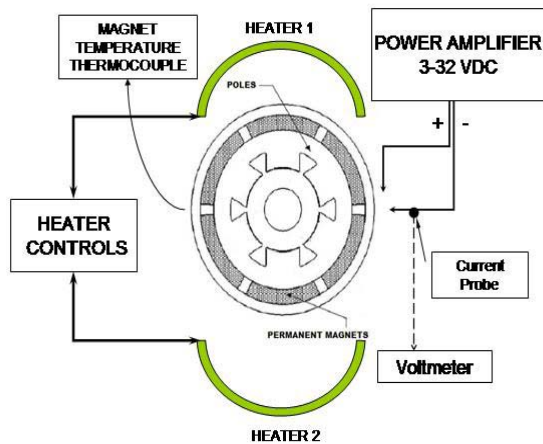 MAGNET
TEMPERATURE
THERMOCOUPLE
HEATER 1
POWER AMPLIFIER
3-32 VDC
POLES
+ -
HEATER
CONTROLS
Current
Probe
PERMANENT MAGNETS
Voltmeter
HEATER 2